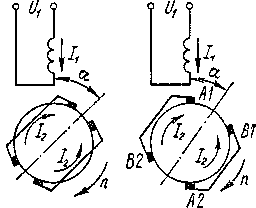 U₁ U₁
I₁ I₁
α α
A1
I₂ I₂
B1
B2
I₂ I₂
n n
A2